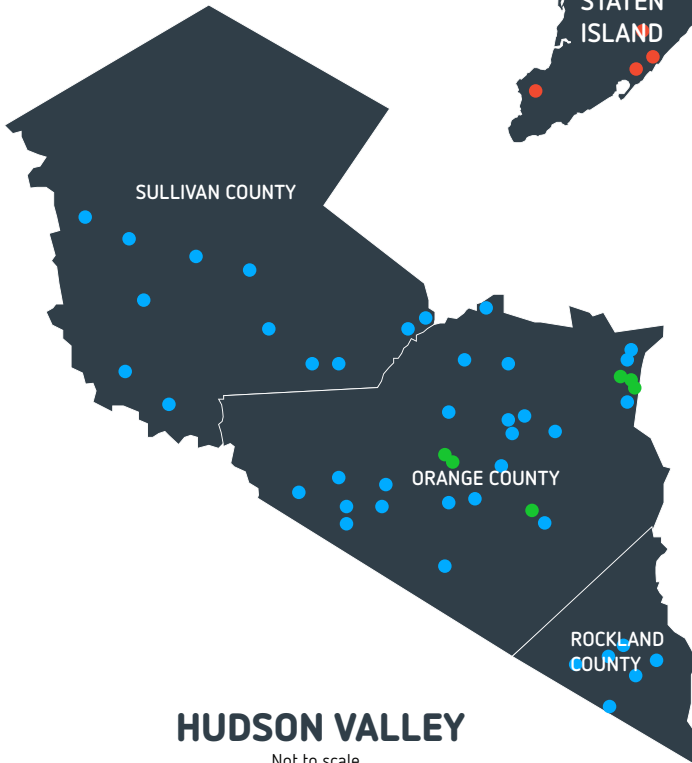 STATEN
ISLAND
SULLIVAN COUNTY
ORANGE COUNTY
ROCKLAND
COUNTY
HUDSON VALLEY
Not to scale